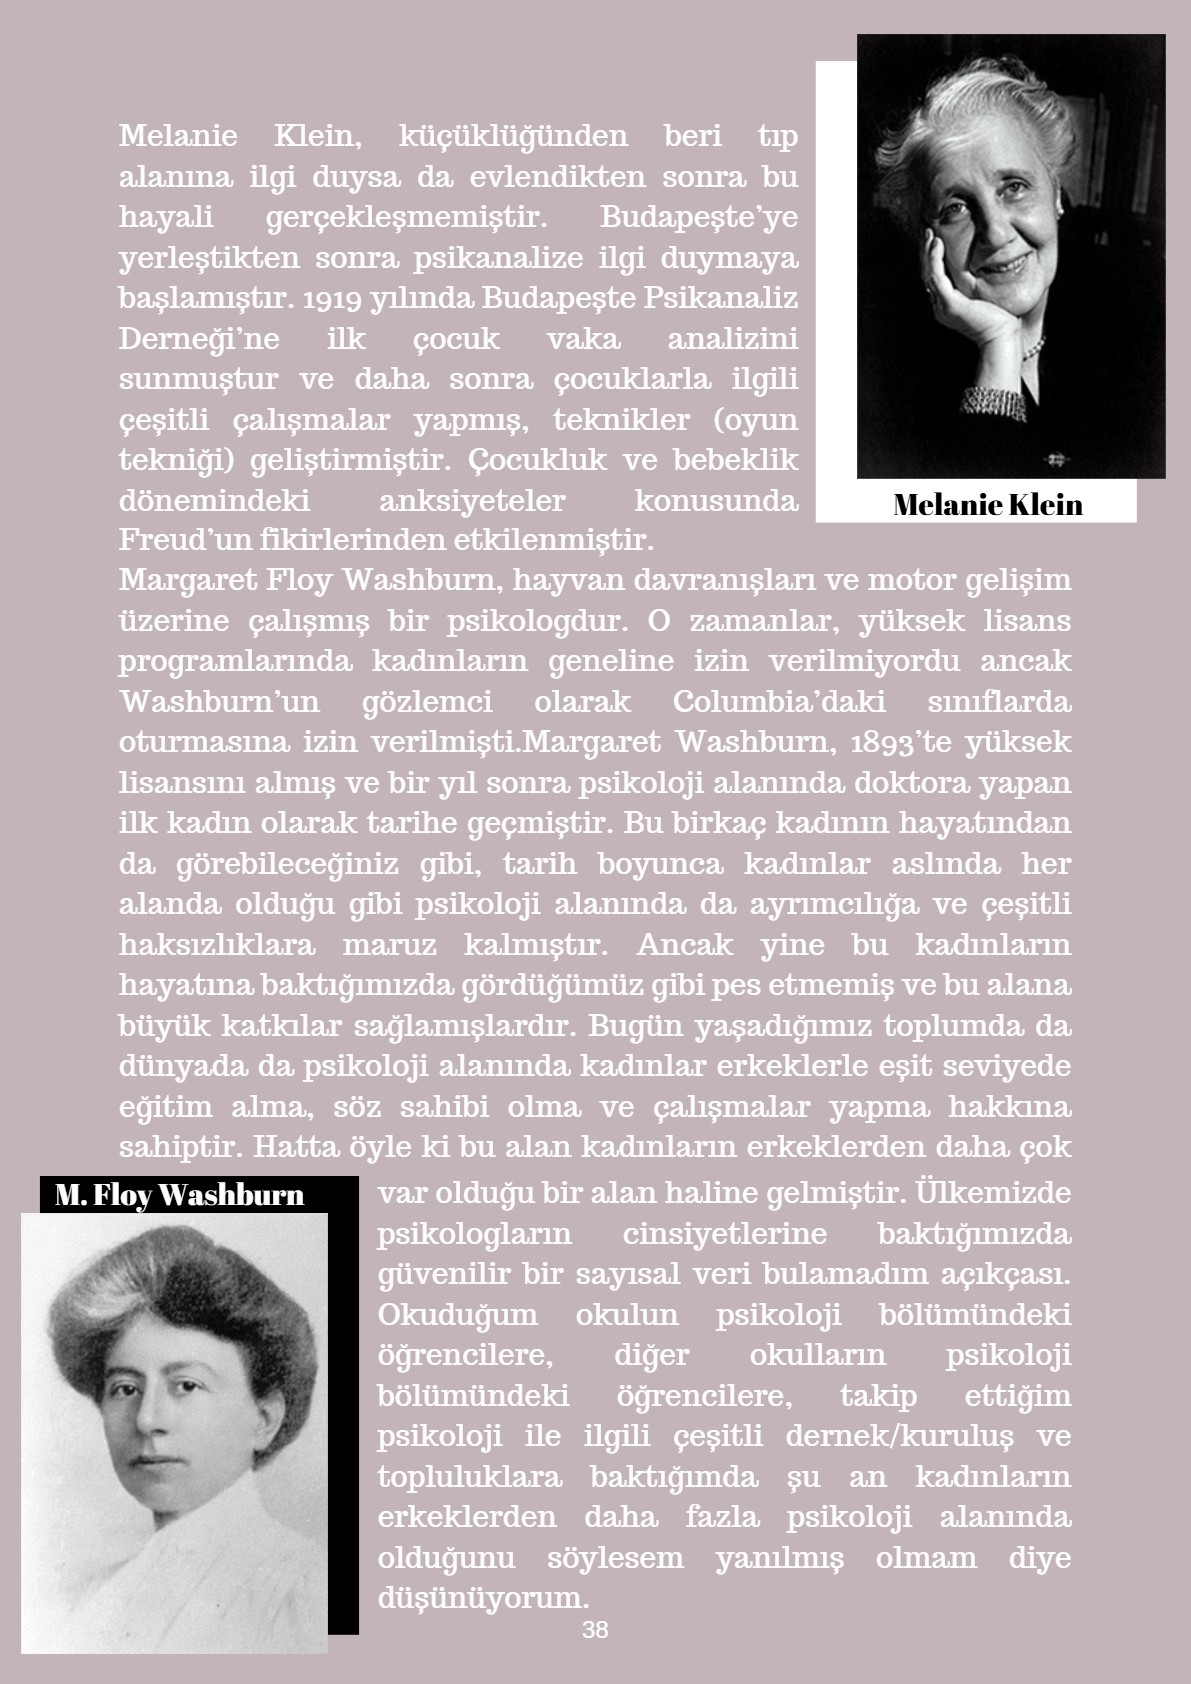 Melanie Klein, küçüklüğünden beri tıp
alanına ilgi duysa da evlendikten sonra bu
hayali gerçekleşmemiştir. Budapeşte’ye
yerleştikten sonra psikanalize ilgi duymaya
başlamıştır. 1919 yılında Budapeşte Psikanaliz
Derneği’ne ilk çocuk vaka analizini
sunmuştur ve daha sonra çocuklarla ilgili
çeşitli çalışmalar yapmış, teknikler (oyun
tekniği) geliştirmiştir. Çocukluk ve bebeklik
dönemindeki anksiyeteler konusunda
Freud’un fikirlerinden etkilenmiştir.
Melanie Klein
Margaret Floy Washburn, hayvan davranışları ve motor gelişim
üzerine çalışmış bir psikologdur. O zamanlar, yüksek lisans
programlarında kadınların geneline izin verilmiyordu ancak
Washburn’un gözlemci olarak Columbia’daki sınıflarda
oturmasına izin verilmişti.Margaret Washburn, 1893’te yüksek
lisansını almış ve bir yıl sonra psikoloji alanında doktora yapan
ilk kadın olarak tarihe geçmiştir. Bu birkaç kadının hayatından
da görebileceğiniz gibi, tarih boyunca kadınlar aslında her
alanda olduğu gibi psikoloji alanında da ayrımcılığa ve çeşitli
haksızlıklara maruz kalmıştır. Ancak yine bu kadınların
hayatına baktığımızda gördüğümüz gibi pes etmemiş ve bu alana
büyük katkılar sağlamışlardır. Bugün yaşadığımız toplumda da
dünyada da psikoloji alanında kadınlar erkeklerle eşit seviyede
eğitim alma, söz sahibi olma ve çalışmalar yapma hakkına
sahiptir. Hatta öyle ki bu alan kadınların erkeklerden daha çok
M. Floy Washburn
var olduğu bir alan haline gelmiştir. Ülkemizde
psikologların cinsiyetlerine baktığımızda
güvenilir bir sayısal veri bulamadım açıkçası.
Okuduğum okulun psikoloji bölümündeki
öğrencilere, diğer okulların psikoloji
bölümündeki öğrencilere, takip ettiğim
psikoloji ile ilgili çeşitli dernek/kuruluş ve
topluluklara baktığımda şu an kadınların
erkeklerden daha fazla psikoloji alanında
olduğunu söylesem yanılmış olmam diye
düşünüyorum.
38